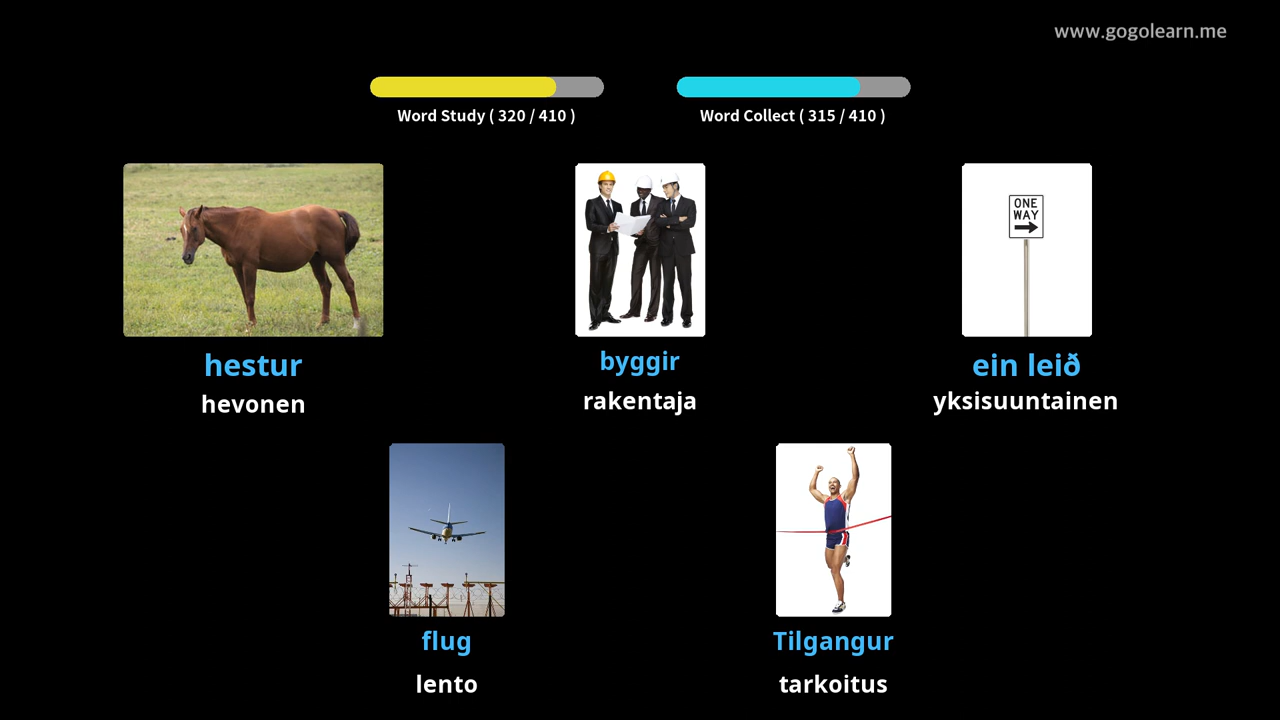 www.gogolearn.me
Word Study ( 320 / 410 )
Word Collect ( 315 / 410 )
ONE
WAY
hestur
byggir
ein leið
hevonen
rakentaja
yksisuuntainen
flug
Tilgangur
lento
tarkoitus